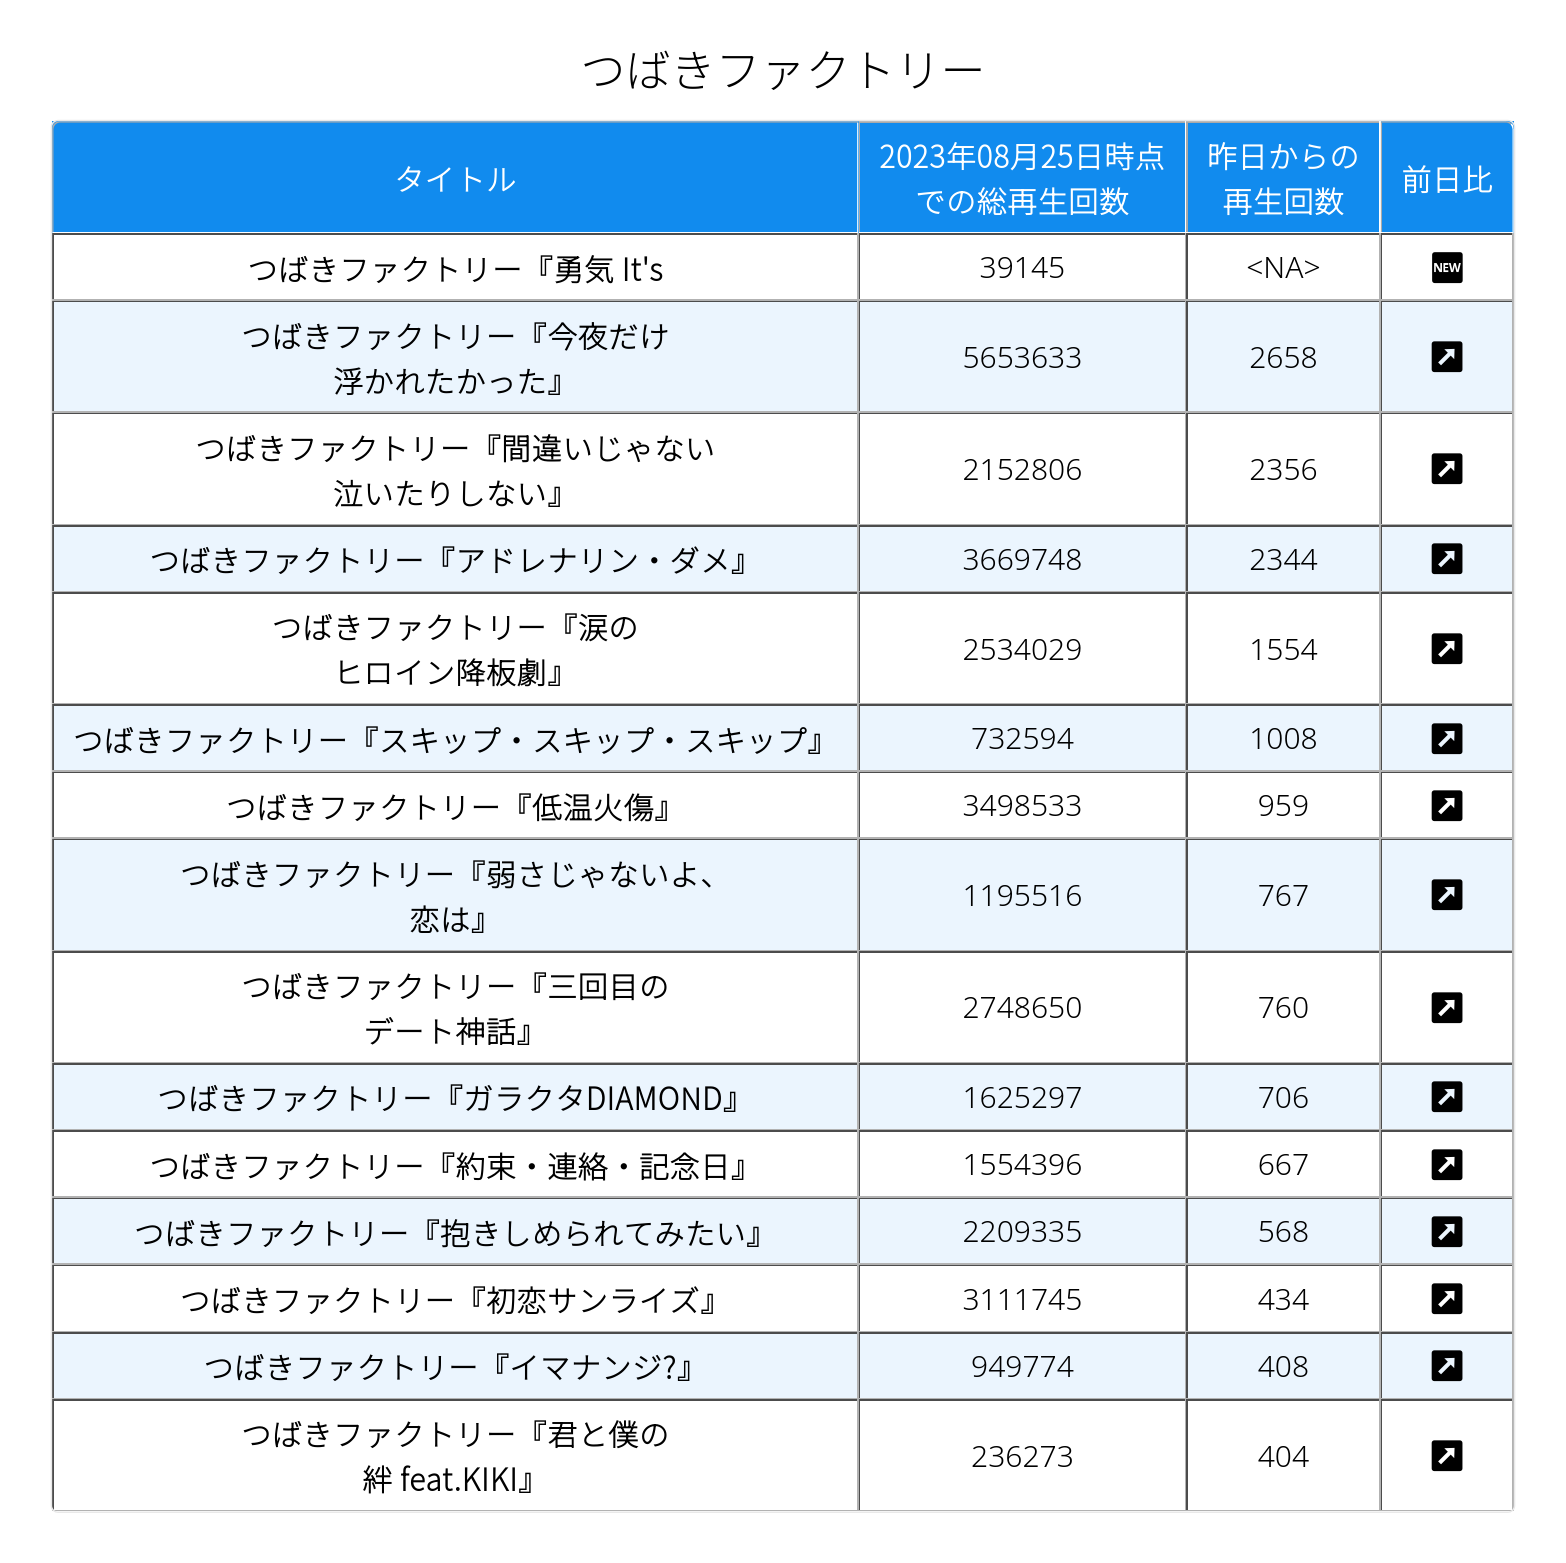 つばきファクトリー
タイトル
2023年08月25日時点
での総再生回数
昨日からの
再生回数
前日比
つばきファクトリー『勇気 It's
39145
<NA>
NEW
つばきファクトリー『今夜だけ
浮かれたかった』
5653633
2658
つばきファクトリー『間違いじゃない
泣いたりしない』
2152806
2356
つばきファクトリー『アドレナリン・ダメ』
3669748
2344
つばきファクトリー『涙の
ヒロイン降板劇』
2534029
1554
つばきファクトリー『スキップ・スキップ・スキップ』
732594
1008
つばきファクトリー『低温火傷』
3498533
959
つばきファクトリー『弱さじゃないよ、
恋は』
1195516
767
つばきファクトリー『三回目の
デート神話』
2748650
760
つばきファクトリー『ガラクタDIAMOND』
1625297
706
つばきファクトリー『約束・連絡・記念日』
1554396
667
つばきファクトリー『抱きしめられてみたい』
2209335
568
つばきファクトリー『初恋サンライズ』
3111745
434
つばきファクトリー『イマナンジ?』
949774
408
つばきファクトリー『君と僕の
絆 feat.KIKI』
236273
404